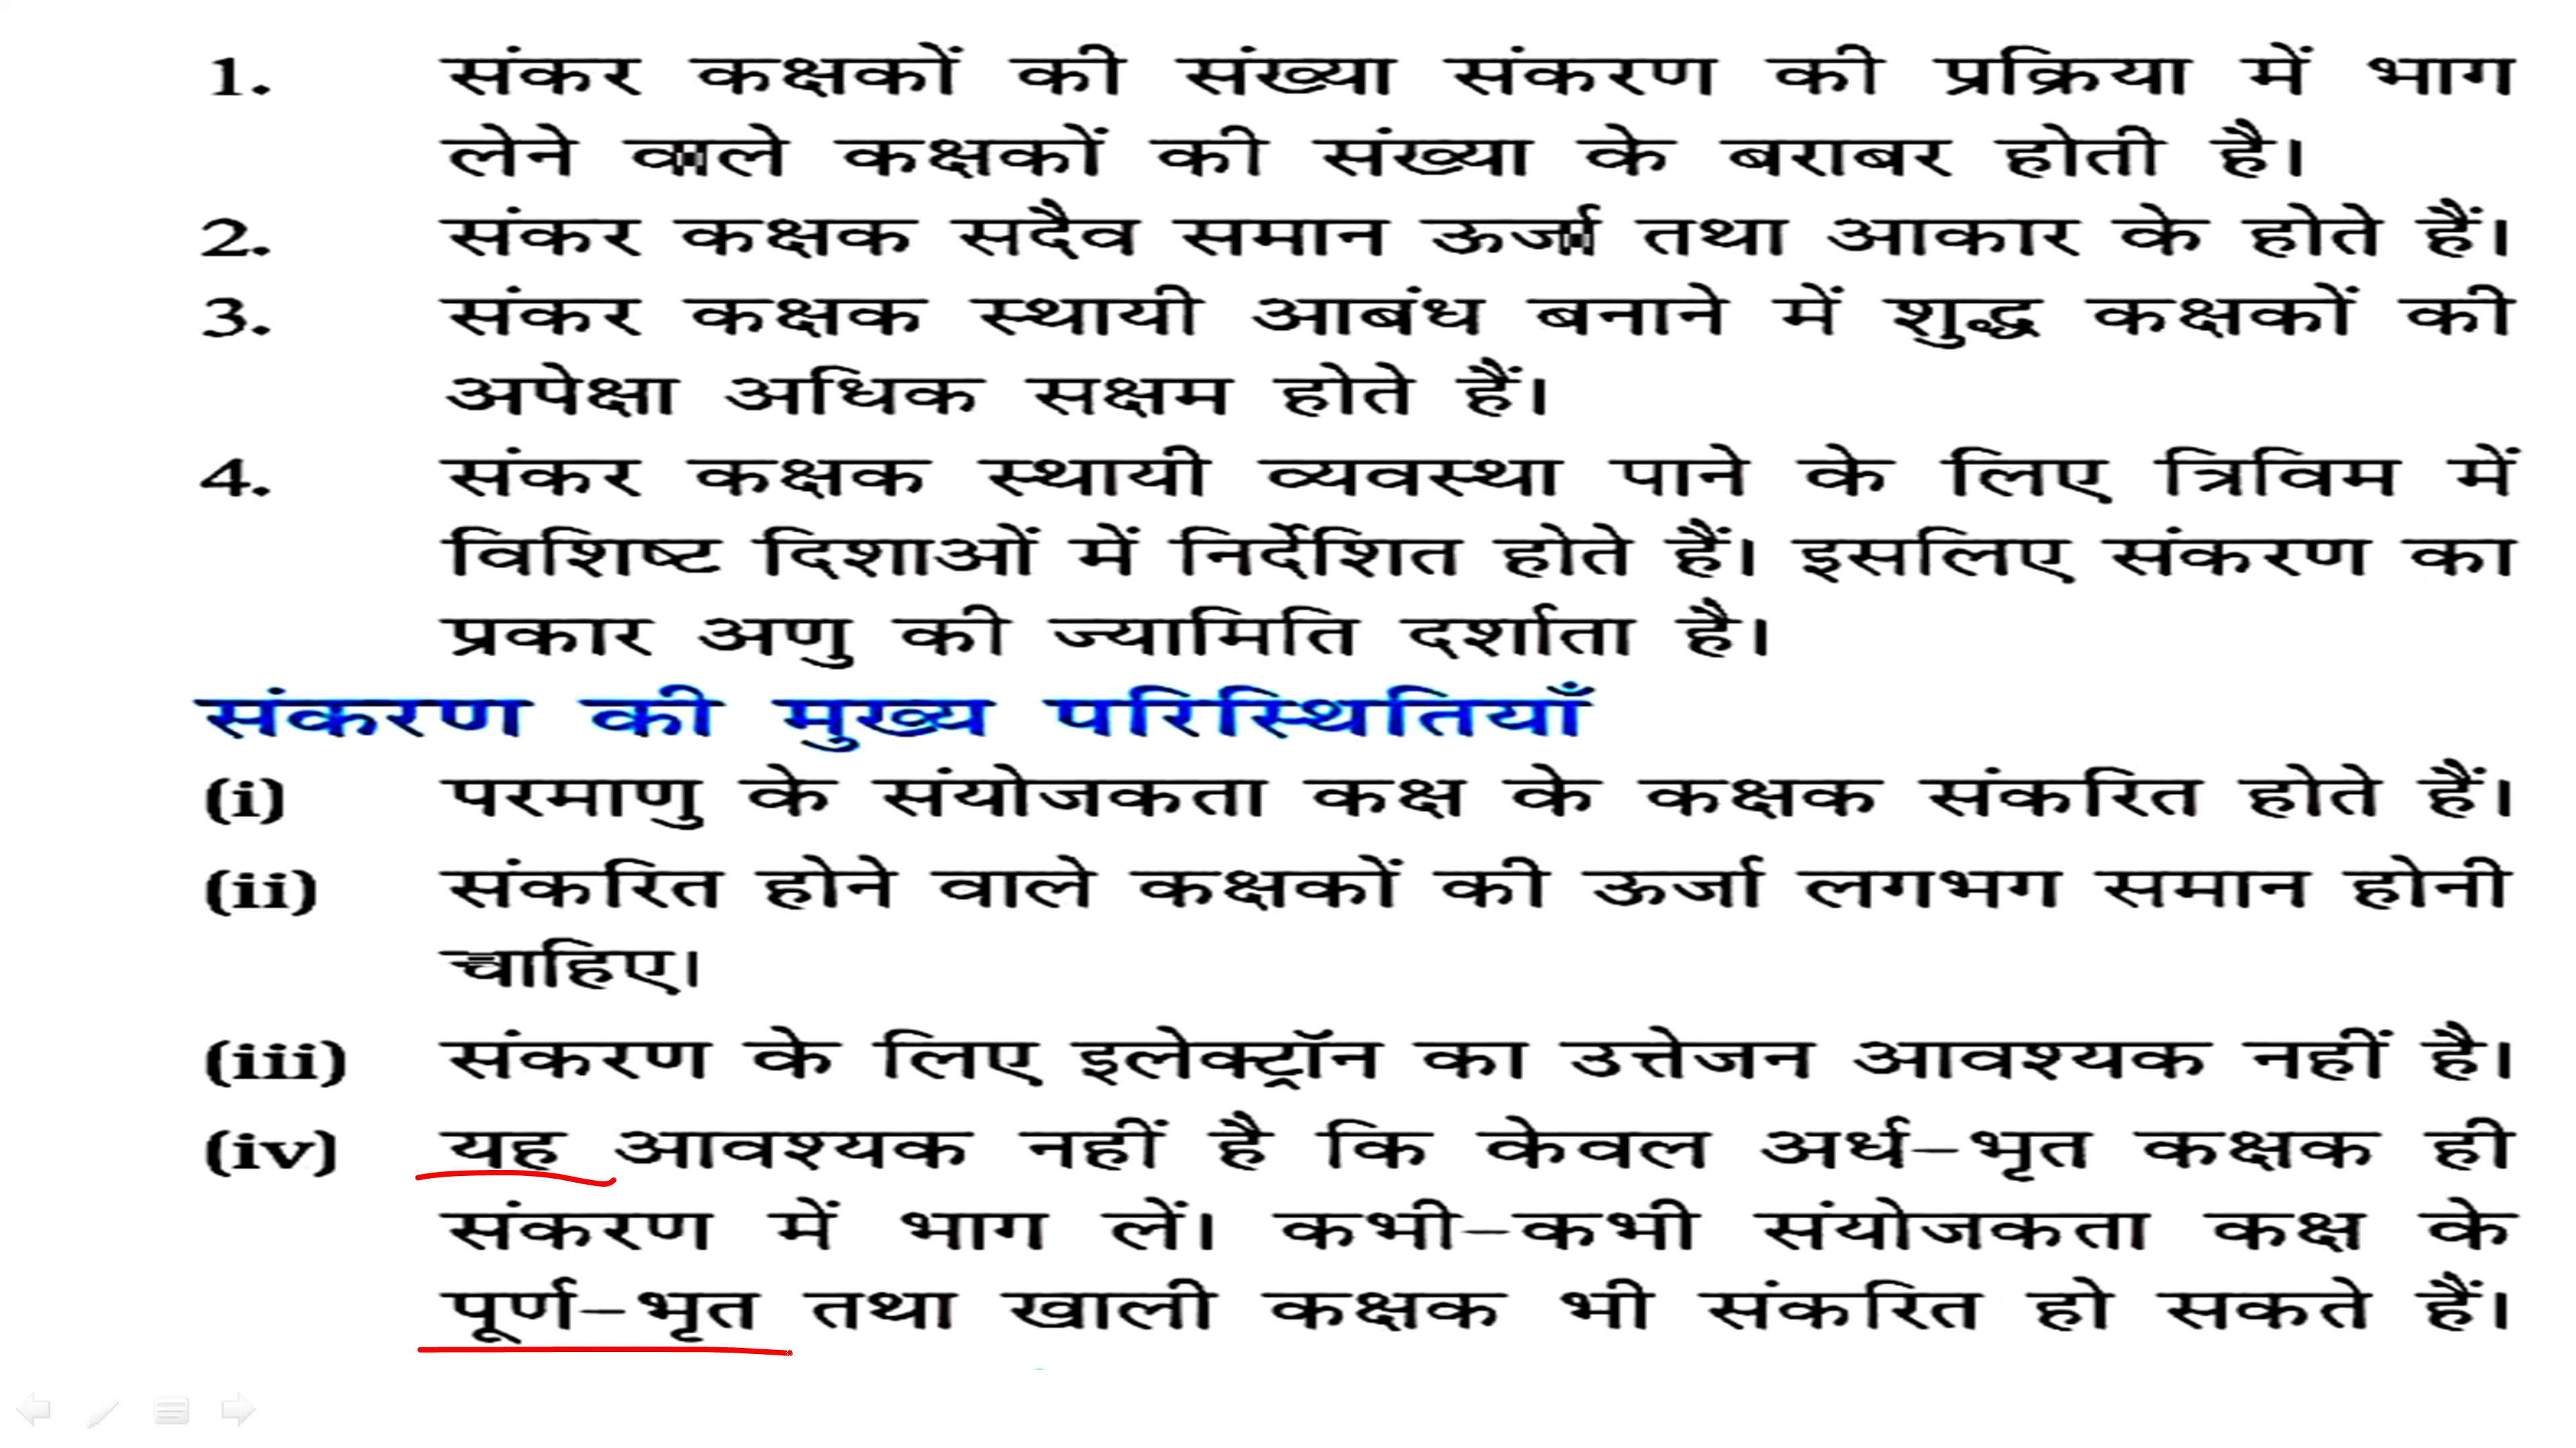 1. संकर कक्षकों की संख्या संकरण की प्रक्रिया में भाग
लेने वाले कक्षकों की संख्या के बराबर होती है।
2. संकर कक्षक सदैव समान ऊर्जा तथा आकार के होते हैं।
3. संकर कक्षक स्थायी आबंध बनाने में शुद्ध कक्षकों की
अपेक्षा अधिक सक्षम होते हैं।
4. संकर कक्षक स्थायी व्यवस्था पाने के लिए त्रिविम में
विशिष्ट दिशाओं में निर्देशित होते हैं। इसलिए संकरण का
प्रकार अणु की ज्यामिति दर्शाता है।
संकरण की मुख्य परिस्थितियाँ
(i) परमाणु के संयोजकता कक्ष के कक्षक संकरित होते हैं।
(ii) संकरित होने वाले कक्षकों की ऊर्जा लगभग समान होनी
चाहिए।
(iii) संकरण के लिए इलेक्ट्रॉन का उत्तेजन आवश्यक नहीं है।
(iv) यह आवश्यक नहीं है कि केवल अर्ध-भृत कक्षक ही
संकरण में भाग लें। कभी-कभी संयोजकता कक्ष के
पूर्ण-भृत तथा खाली कक्षक भी संकरित हो सकते हैं।